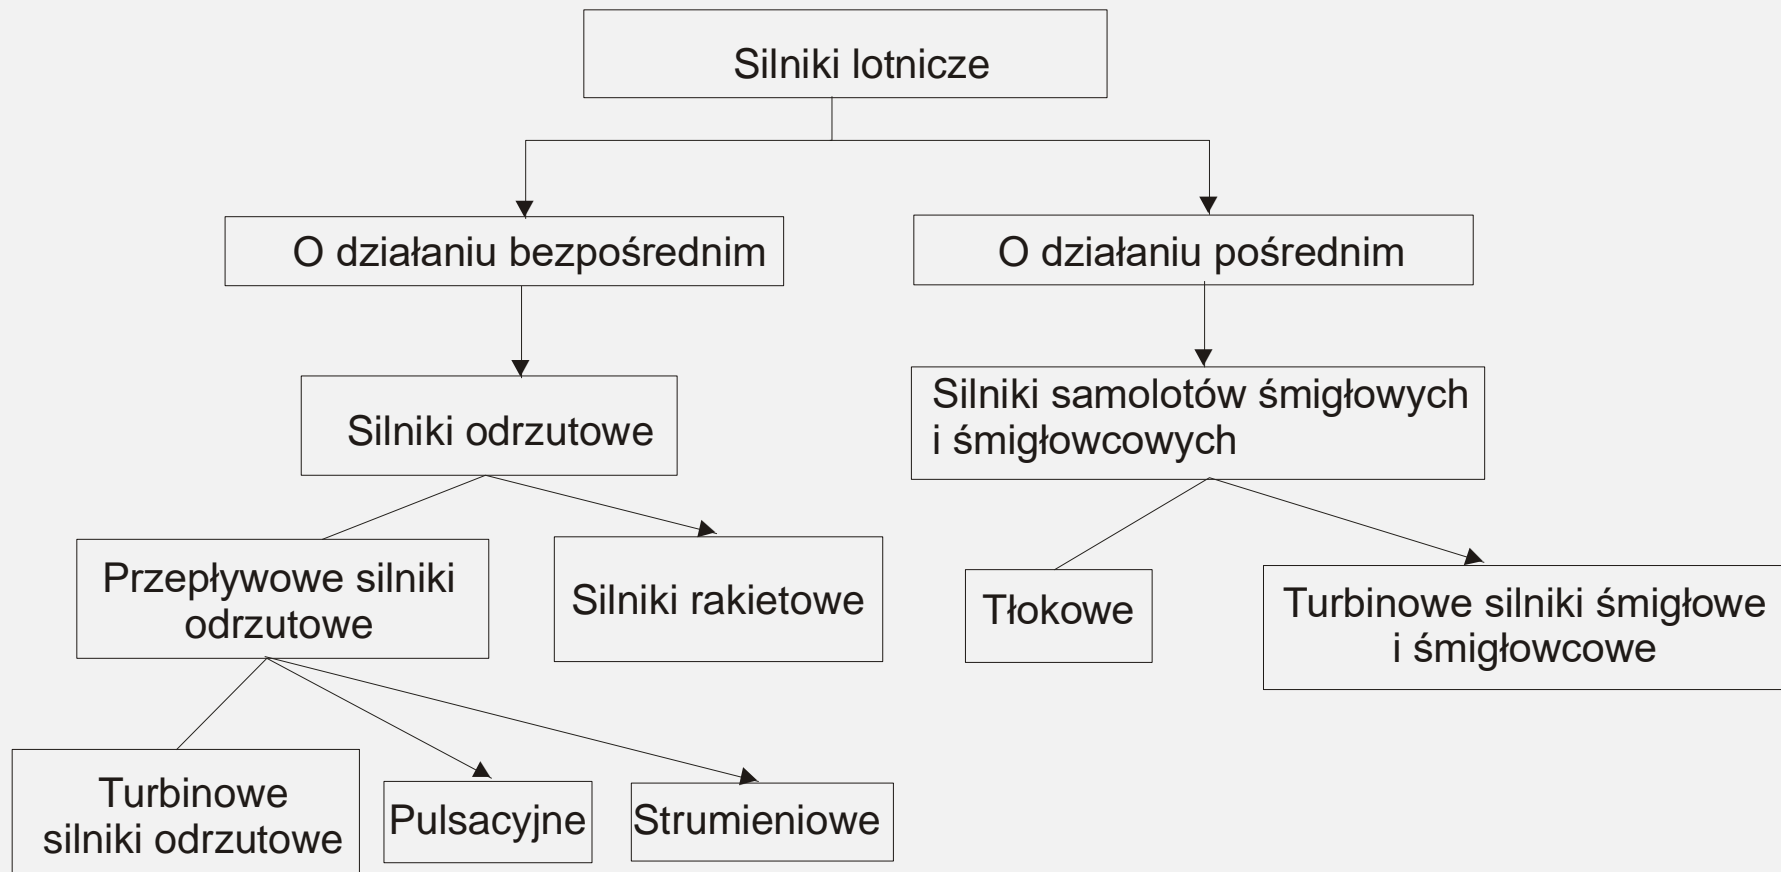 Silniki lotnicze
O działaniu bezpośrednim
O działaniu pośrednim
Silniki odrzutowe
Silniki samolotów śmigłowych
i śmigłowcowych
Przepływowe silniki
odrzutowe
Silniki rakietowe
Tłokowe
Turbinowe silniki śmigłowe
i śmigłowcowe
Turbinowe
silniki odrzutowe
Pulsacyjne
Strumieniowe